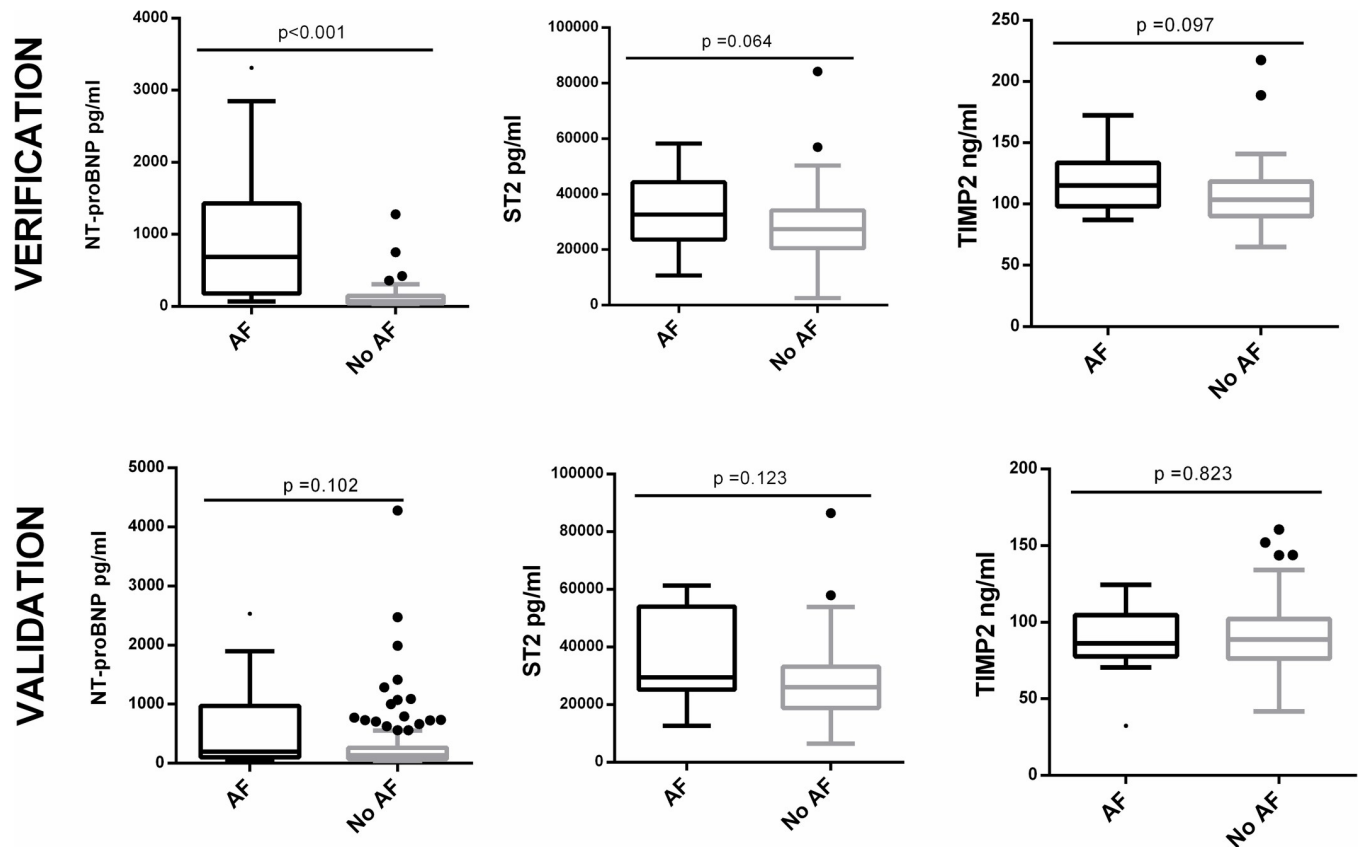 VERIFICATION
NT-proBNP pg/ml
4000
3000
2000
1000
0
p<0.001
AF
No AF
ST2 pg/ml
100000
80000
60000
40000
20000
0
p =0.064
AF
No AF
TIMP2 ng/ml
250
200
150
100
50
0
p =0.097
AF
No AF
VALIDATION
NT-proBNP pg/ml
5000
4000
3000
2000
1000
0
p =0.102
AF
No AF
ST2 pg/ml
100000
80000
60000
40000
20000
0
p =0.123
AF
No AF
TIMP2 ng/ml
200
150
100
50
0
p =0.823
AF
No AF